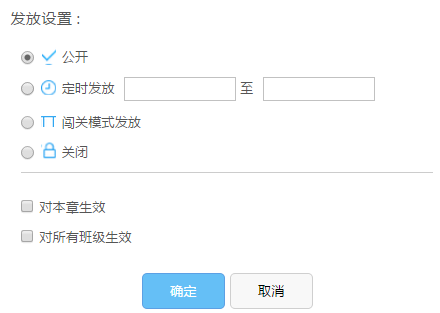 发放设置：
公开
定时发放 至
闯关模式发放
关闭
对本章生效
对所有班级生效
确定 取消